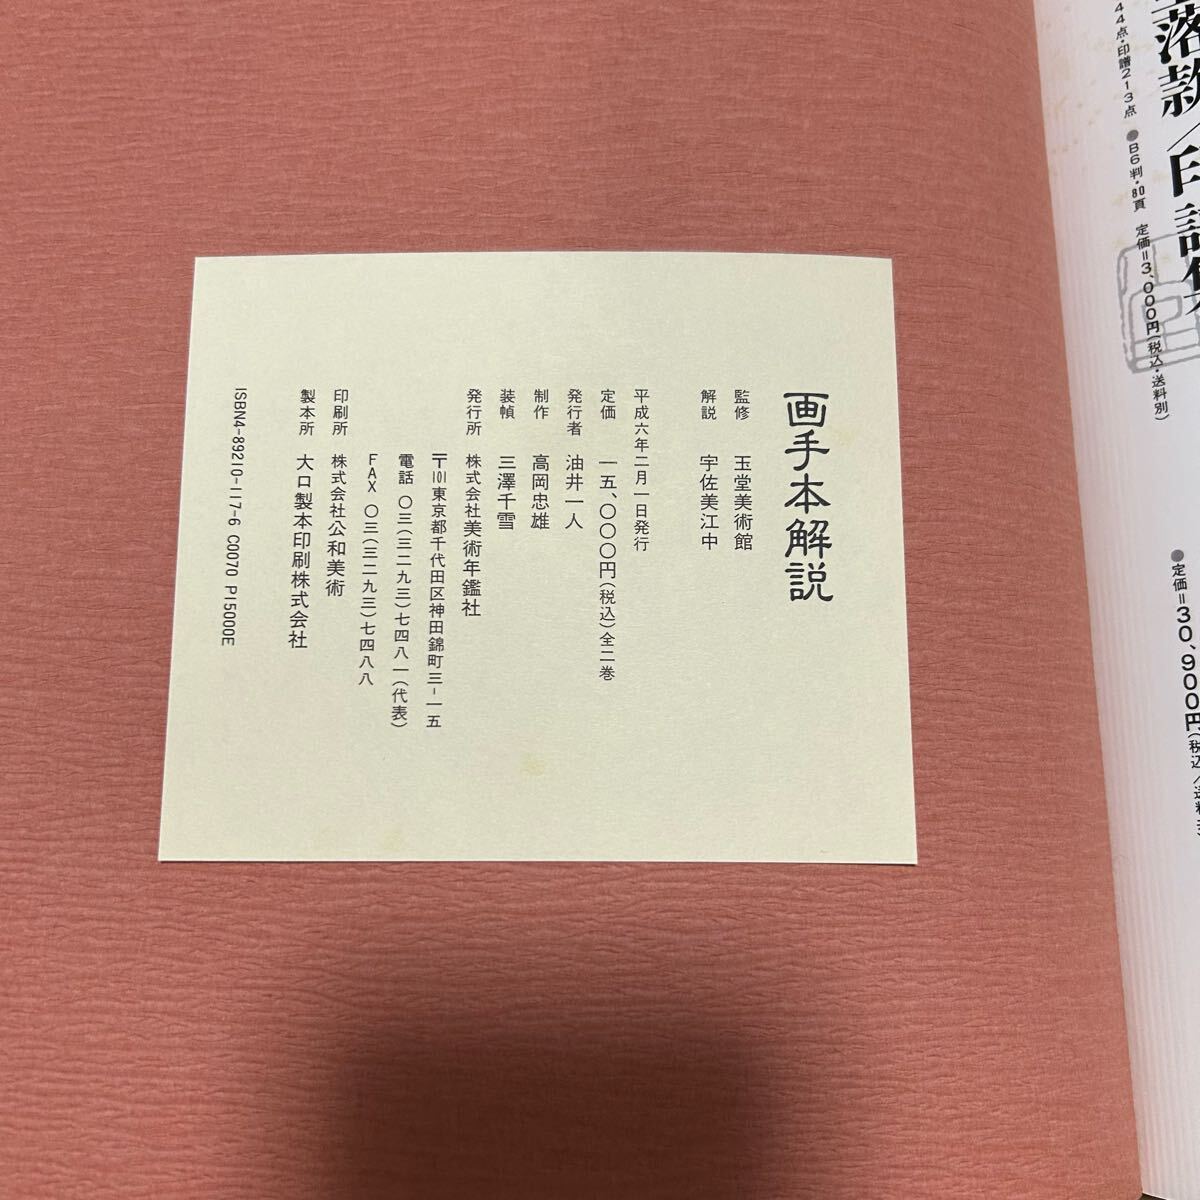 画手本解説
監修　玉堂美術館
解説　宇佐美江中
平成六年二月一日発行
定価　一五、〇〇〇円(税込)全二巻
発行者　油井一人
制作　高岡忠雄
装幀　三澤千雪
発行所　株式会社美術年鑑社
〒101東京都千代田区神田錦町三-一五
電話　〇三(三二九三)七四八一(代表)
FAX　〇三(三二九三)七四八八
印刷所　株式会社公和美術
製本所　大口製本印刷株式会社
ISBN4-89210-117-6 C0070 P15000E
落款/印譜集
44点・印譜213点　●B6判・80頁　定価=3,000円(税込・送料別)
●定価=30,900円(税込/送料